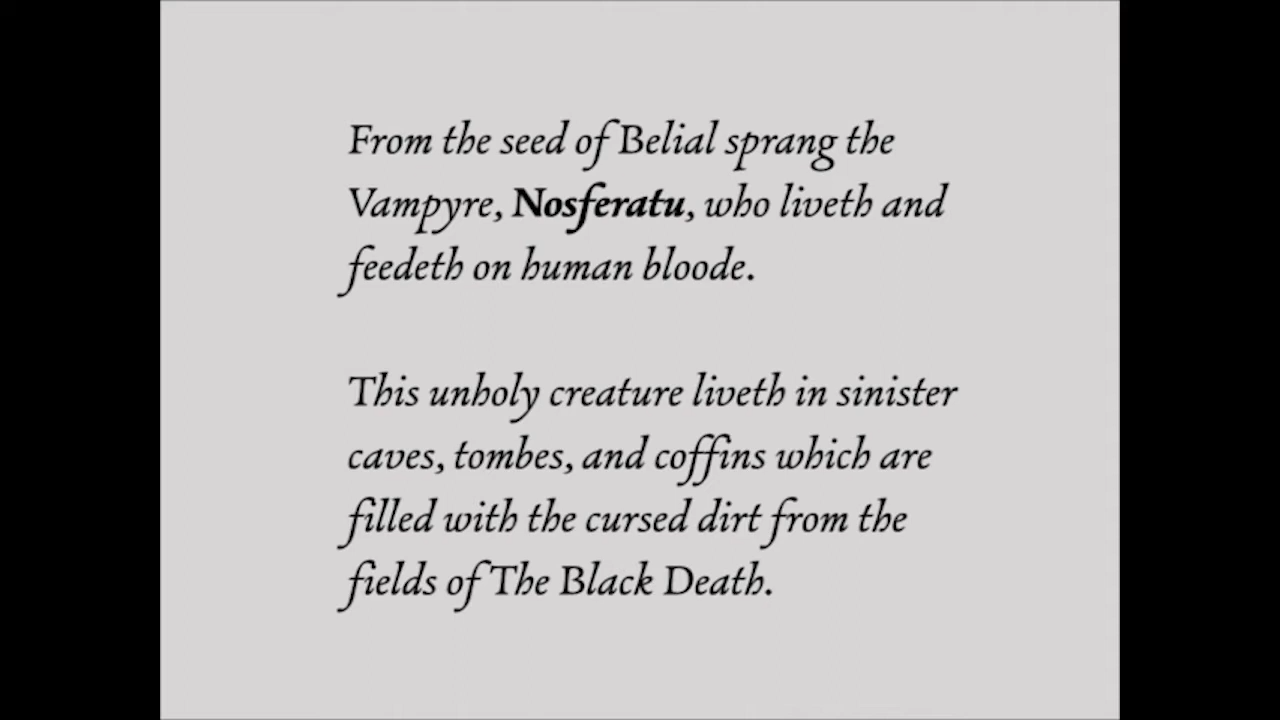 From the seed of Belial sprang the
Vampyre, Nosferatu, who liveth and
feedeth on human bloode.
This unholy creature liveth in sinister
caves, tombes, and coffins which are
filled with the cursed dirt from the
fields of The Black Death.